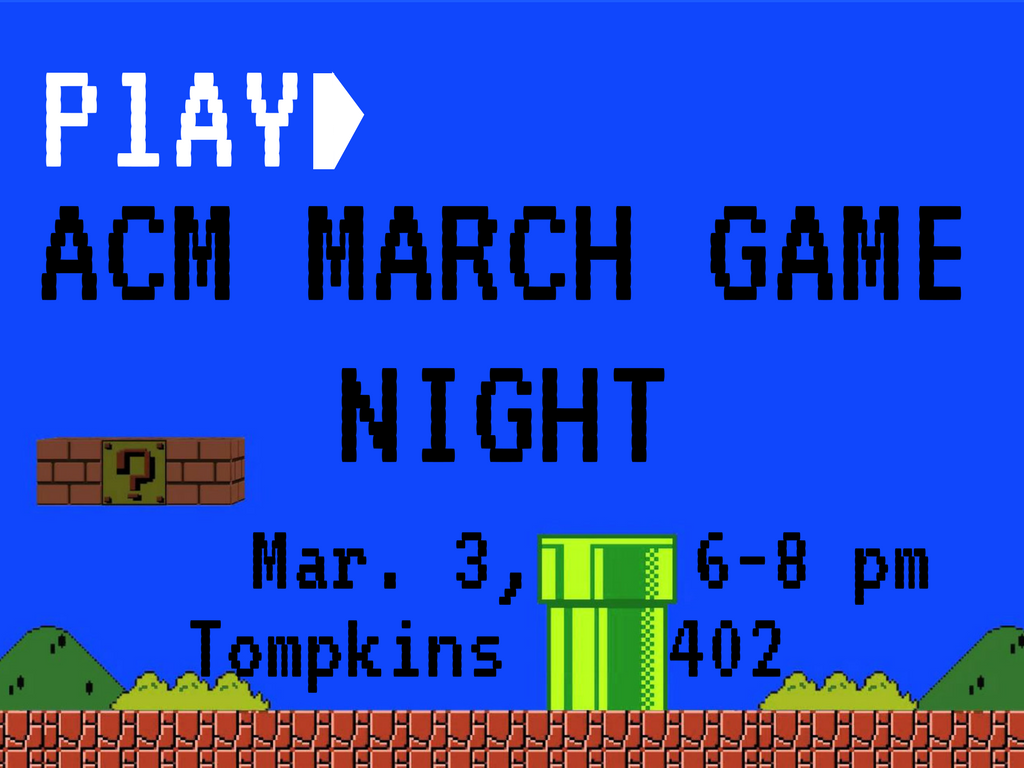 PlAY
ACM MARCH GAME
NIGHT
?
Mar. 3, 6-8 pm
Tompkins 402